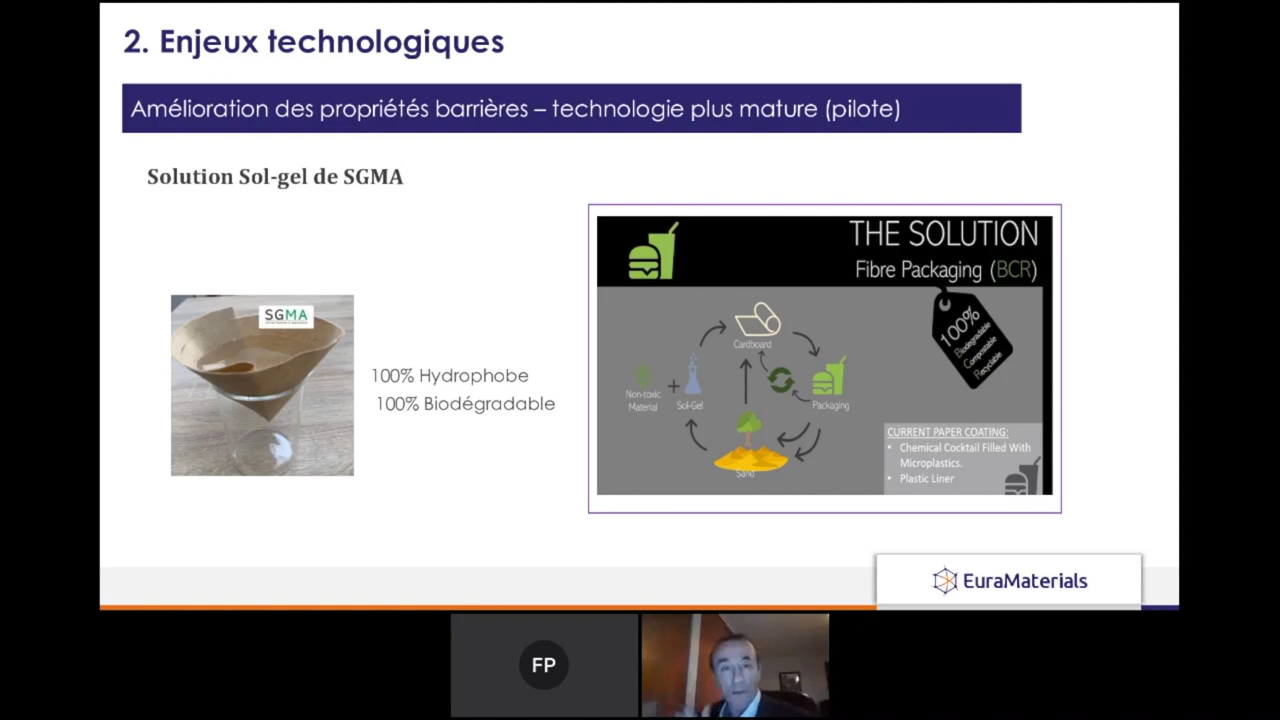 2. Enjeux technologiques
Amélioration des propriétés barrières – technologie plus mature (pilote)
Solution Sol-gel de SGMA
SGMA
100% Hydrophobe
100% Biodégradable
THE SOLUTION
Fibre Packaging (BCR)
100%
Biodegradable
Compostable
Recyclable
Cardboard
Non-toxic
Material
+
Sol-Gel
Packaging
Sand
CURRENT PAPER COATING:
• Chemical Cocktail Filled With
Microplastics.
• Plastic Liner
EuraMaterials
FP